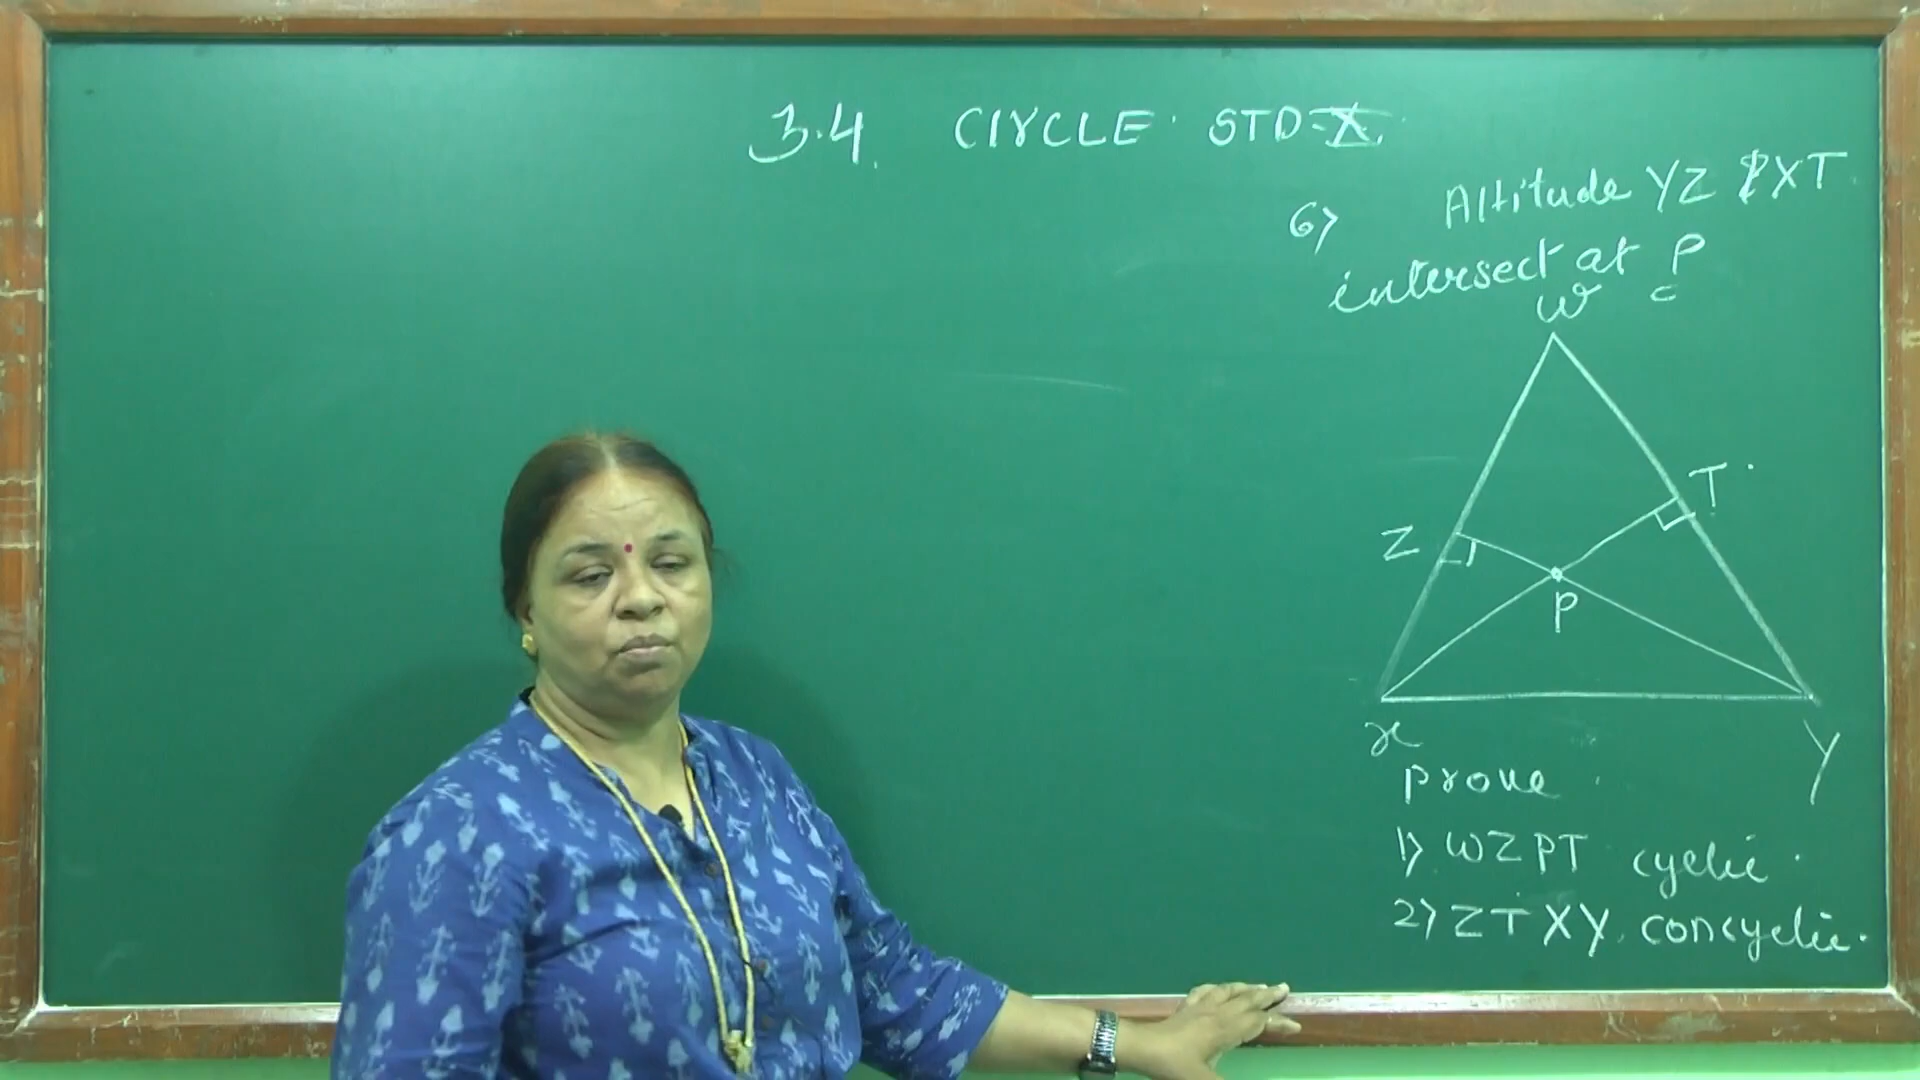 3.4 CIRCLE STD-X
6) Altitude YZ & XT
intersect at P
W
T
Z
P
x
Y
prove
1) WZPT cyclic.
2) ZTXY. concyclic.